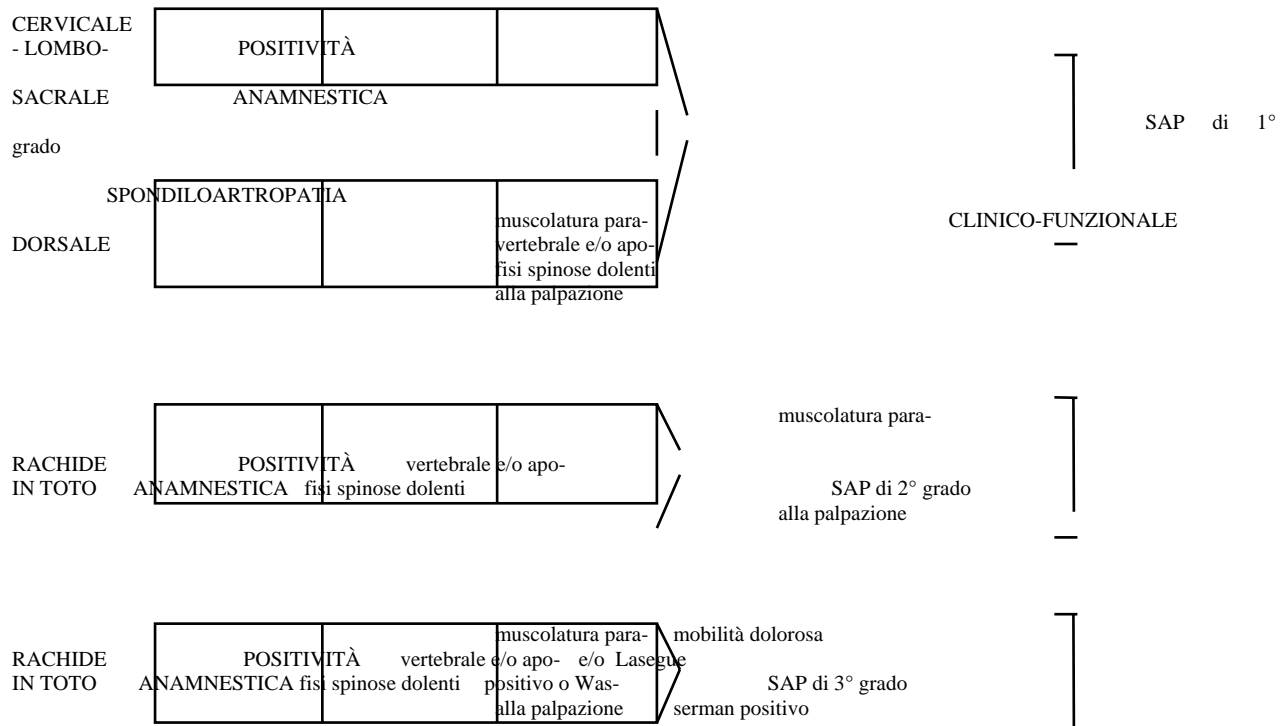 CERVICALE
- LOMBO- POSITIVITÀ
SACRALE ANAMNESTICA
SAP di 1°
grado
SPONDILOARTROPATIA
muscolatura para-
CLINICO-FUNZIONALE
DORSALE vertebrale e/o apo-
fisi spinose dolenti
alla palpazione
muscolatura para-
RACHIDE POSITIVITÀ vertebrale e/o apo-
IN TOTO ANAMNESTICA fisi spinose dolenti SAP di 2° grado
alla palpazione
muscolatura para- mobilità dolorosa
RACHIDE POSITIVITÀ vertebrale e/o apo- e/o Lasegue
IN TOTO ANAMNESTICA fisi spinose dolenti positivo o Was- SAP di 3° grado
alla palpazione serman positivo